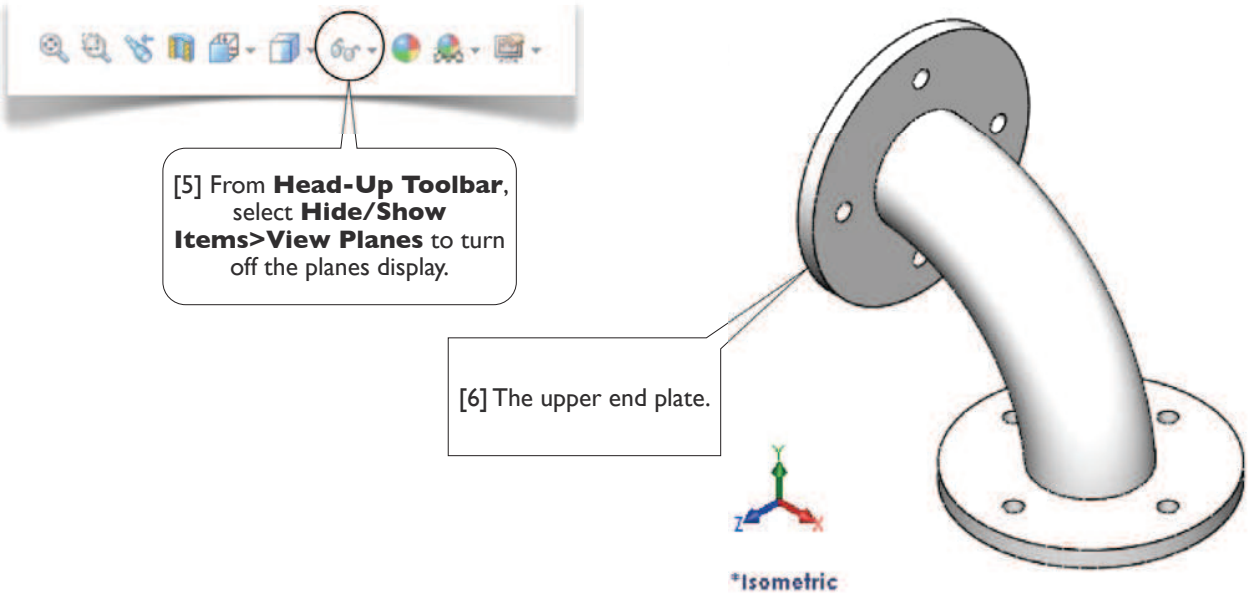 [5] From Head-Up Toolbar,
select Hide/Show
Items>View Planes to turn
off the planes display.
[6] The upper end plate.
Y
Z
X
*Isometric